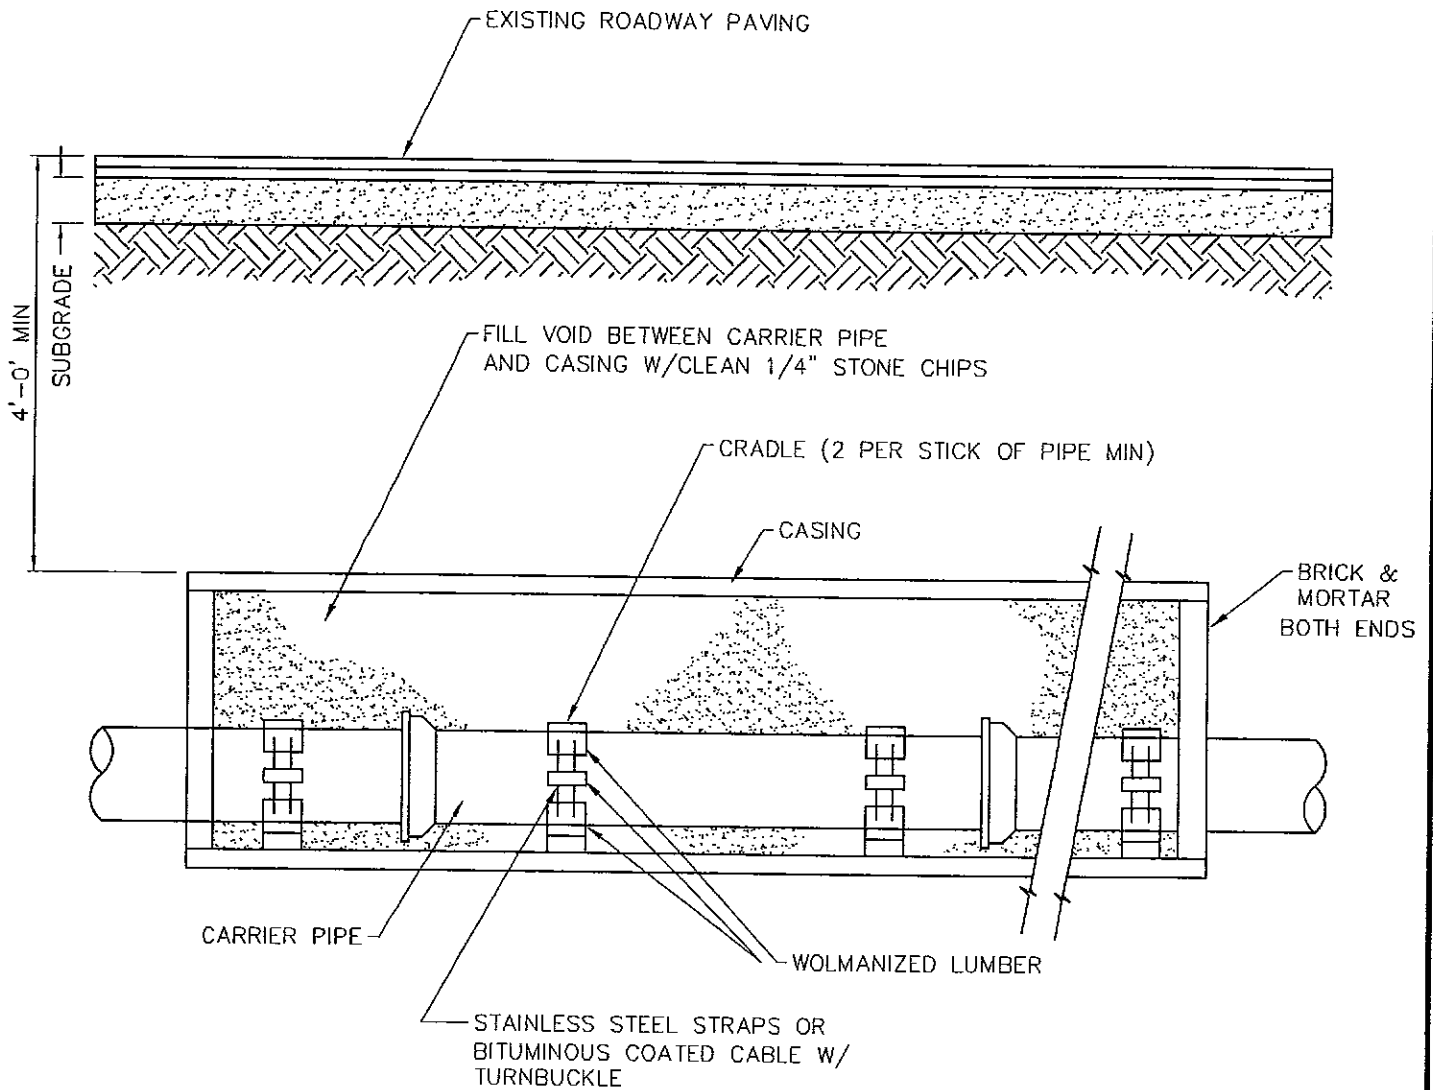 EXISTING ROADWAY PAVING
4'-0' MIN
SUBGRADE
FILL VOID BETWEEN CARRIER PIPE
AND CASING W/CLEAN 1/4" STONE CHIPS
CRADLE (2 PER STICK OF PIPE MIN)
CASING
BRICK &
MORTAR
BOTH ENDS
CARRIER PIPE
WOLMANIZED LUMBER
STAINLESS STEEL STRAPS OR
BITUMINOUS COATED CABLE W/
TURNBUCKLE